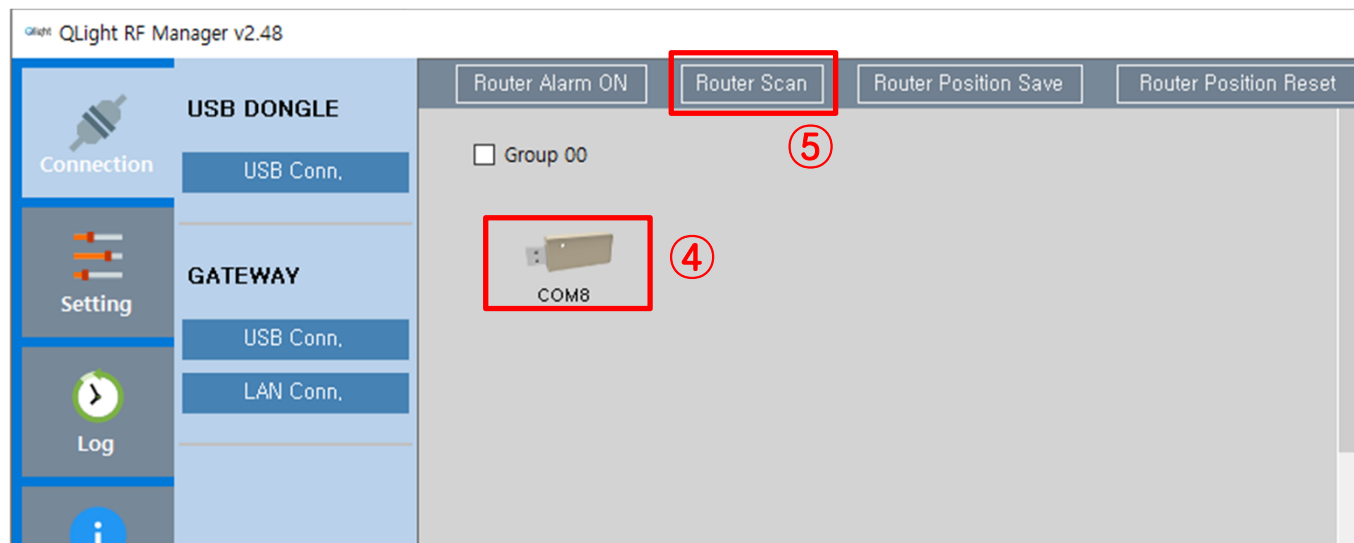 QLight QLight RF Manager v2.48
Router Alarm ON Router Scan Router Position Save Router Position Reset
Connection
USB DONGLE
USB Conn,
Setting
GATEWAY
USB Conn,
LAN Conn,
Log
i
Group 00
⑤
COM8
④